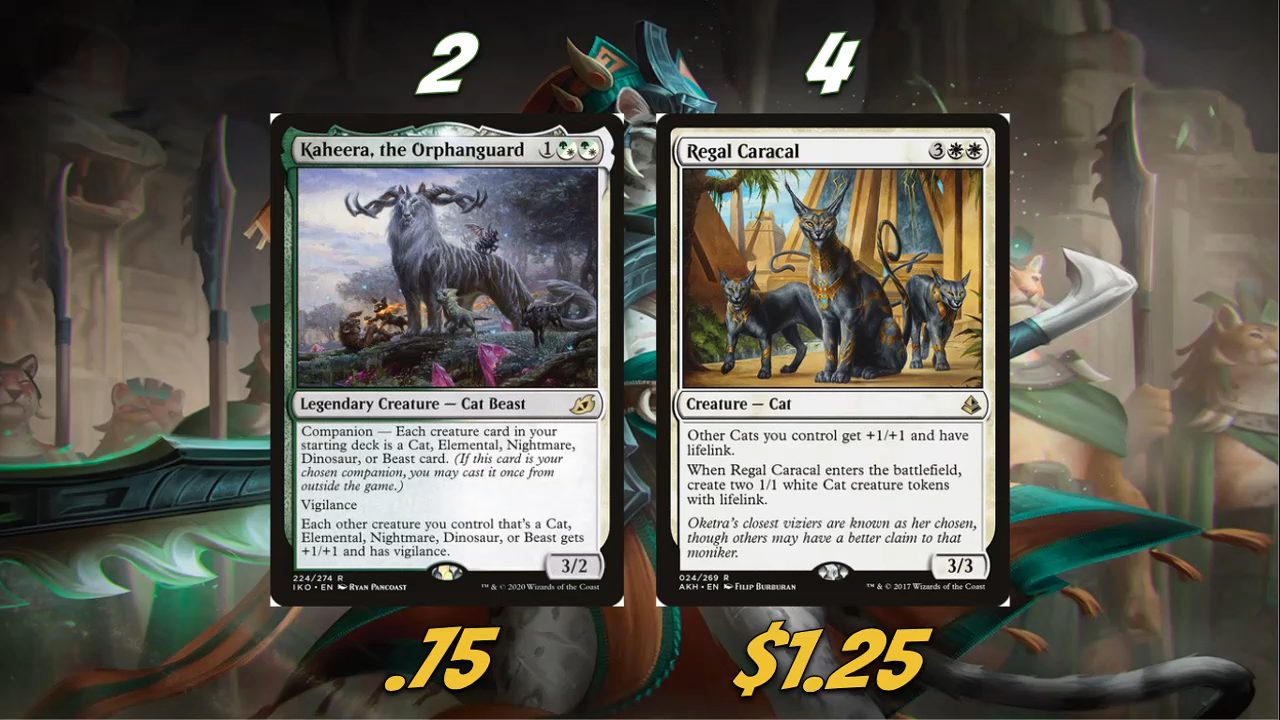 2
4
Kaheera, the Orphanguard 1
Legendary Creature — Cat Beast
Companion — Each creature card in your
starting deck is a Cat, Elemental, Nightmare,
Dinosaur, or Beast card. (If this card is your
chosen companion, you may cast it once from
outside the game.)
Vigilance
Each other creature you control that's a Cat,
Elemental, Nightmare, Dinosaur, or Beast gets
+1/+1 and has vigilance.
3/2
224/274 R
IKO • EN Ryan Pancoast
™ & © 2020 Wizards of the Coast
.75
Regal Caracal 3
Creature — Cat
Other Cats you control get +1/+1 and have
lifelink.
When Regal Caracal enters the battlefield,
create two 1/1 white Cat creature tokens
with lifelink.
Oketra's closest viziers are known as her chosen,
though others may have a better claim to that
moniker.
3/3
024/269 R
AKH • EN Filip Burburan
™ & © 2017 Wizards of the Coast
$1.25